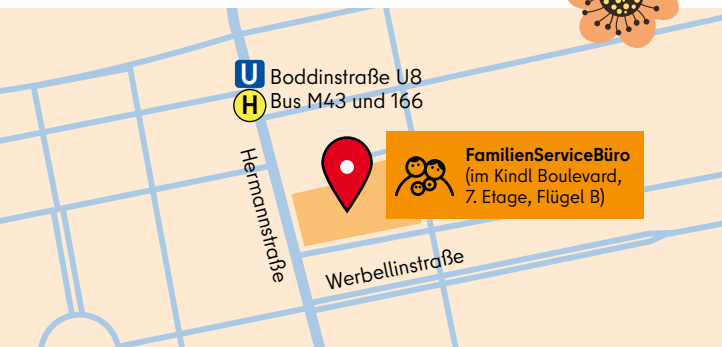 U Boddinstraße U8
H Bus M43 und 166
Hermannstraße
FamilienServiceBüro
(im Kindl Boulevard,
7. Etage, Flügel B)
Werbellinstraße